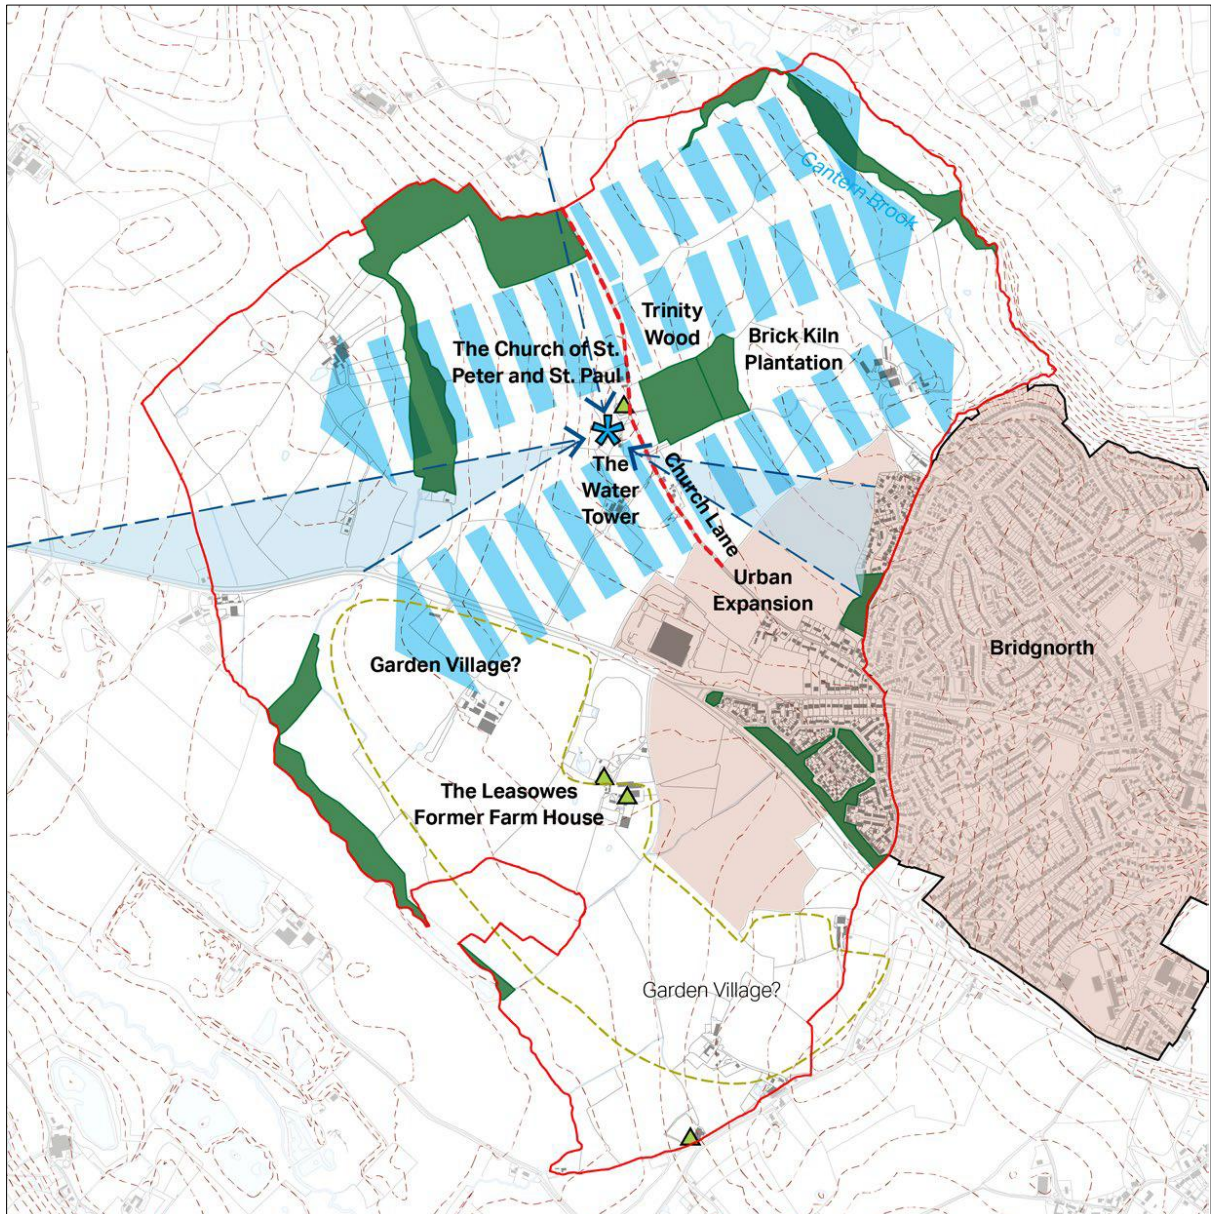 Cantern Brook
Trinity
Wood
Brick Kiln
Plantation
The Church of St.
Peter and St. Paul
The
Water
Tower
Church Lane
Urban
Expansion
Bridgnorth
Garden Village?
The Leasowes
Former Farm House
Garden Village?